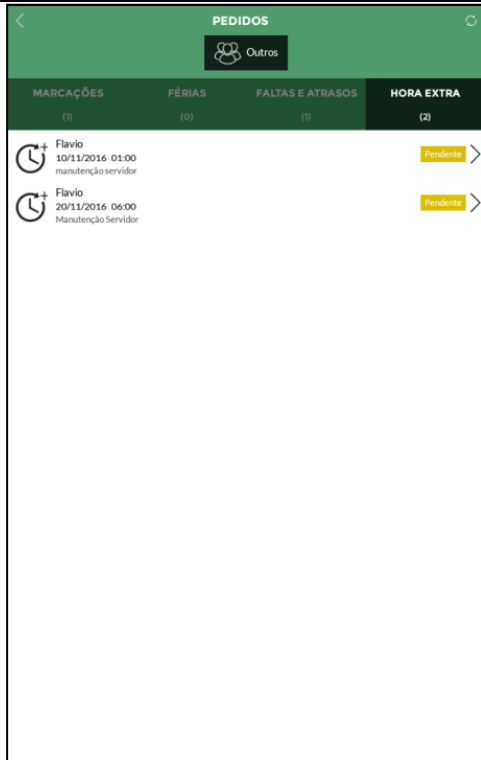 PEDIDOS
Outros
MARCAÇÕES FÉRIAS FALTAS E ATRASOS HORA EXTRA
(1) (0) (1) (2)
Flavio
10/11/2016 01:00
manutenção servidor
Pendente
Flavio
20/11/2016 06:00
Manutenção Servidor
Pendente